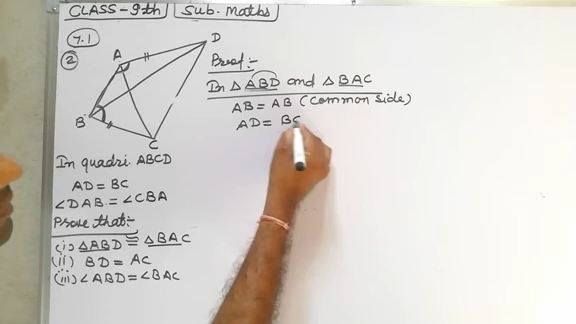 CLASS-9th Sub. Maths
7.1
②
A
D
B
C
In quadri. ABCD
AD = BC
∠DAB = ∠CBA
Prove that:-
(i) △ABD ≅ △BAC
(ii) BD = AC
(iii) ∠ABD = ∠BAC
Proof:-
In △ABD and △BAC
AB = AB (Common Side)
AD = BC